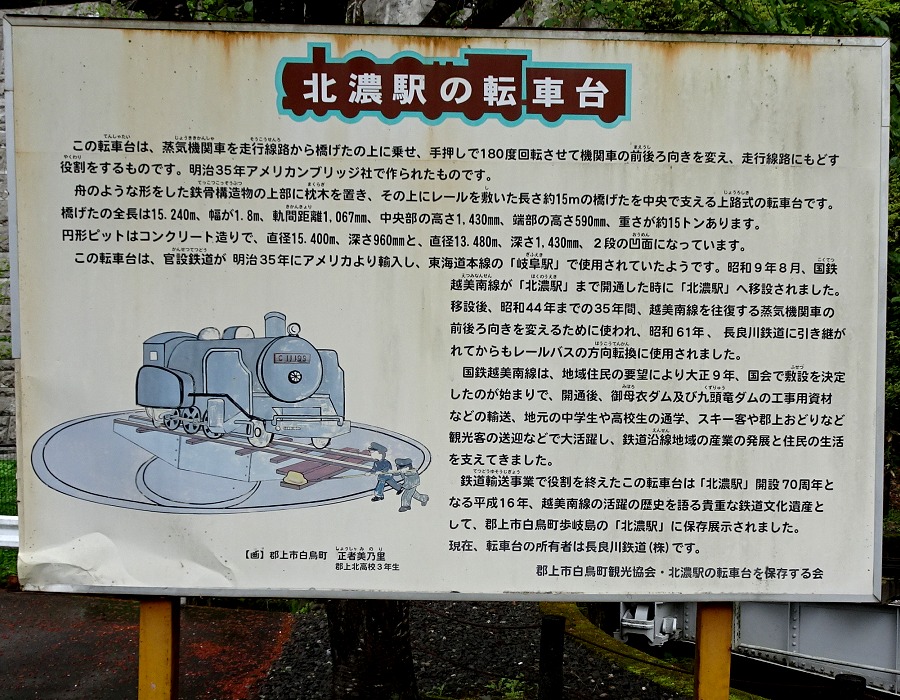 北濃駅の転車台
この転車台は、蒸気機関車を走行線路から橋げたの上に乗せ、手押しで180度回転させて機関車の前後ろ向きを変え、走行線路にもどす
役割をするものです。明治35年アメリカンブリッジ社で作られたものです。
舟のような形をした鉄骨構造物の上部に枕木を置き、その上にレールを敷いた長さ約15mの橋げたを中央で支える上路式の転車台です。
橋げたの全長は15.240m、幅が1.8m、軌間距離1,067㎜、中央部の高さ1,430㎜、端部の高さ590㎜、重さが約15トンあります。
円形ピットはコンクリート造りで、直径15.400m、深さ960㎜と、直径13.480m、深さ1,430㎜、2段の凹面になっています。
この転車台は、官設鉄道が 明治35年にアメリカより輸入し、東海道本線の「岐阜駅」で使用されていたようです。昭和9年8月、国鉄
越美南線が「北濃駅」まで開通した時に「北濃駅」へ移設されました。
移設後、昭和44年までの35年間、越美南線を往復する蒸気機関車の
前後ろ向きを変えるために使われ、昭和61年、長良川鉄道に引き継が
れてからもレールバスの方向転換に使用されました。
国鉄越美南線は、地域住民の要望により大正9年、国会で敷設を決定
したのが始まりで、開通後、御母衣ダム及び九頭竜ダムの工事用資材
などの輸送、地元の中学生や高校生の通学、スキー客や郡上おどりなど
観光客の送迎などで大活躍し、鉄道沿線地域の産業の発展と住民の生活
を支えてきました。
鉄道輸送事業で役割を終えたこの転車台は「北濃駅」開設70周年と
なる平成16年、越美南線の活躍の歴史を語る貴重な鉄道文化遺産と
して、郡上市白鳥町歩岐島の「北濃駅」に保存展示されました。
現在、転車台の所有者は長良川鉄道(株)です。
郡上市白鳥町観光協会・北濃駅の転車台を保存する会
C11195
【画】郡上市白鳥町 正者美乃里
郡上北高校3年生